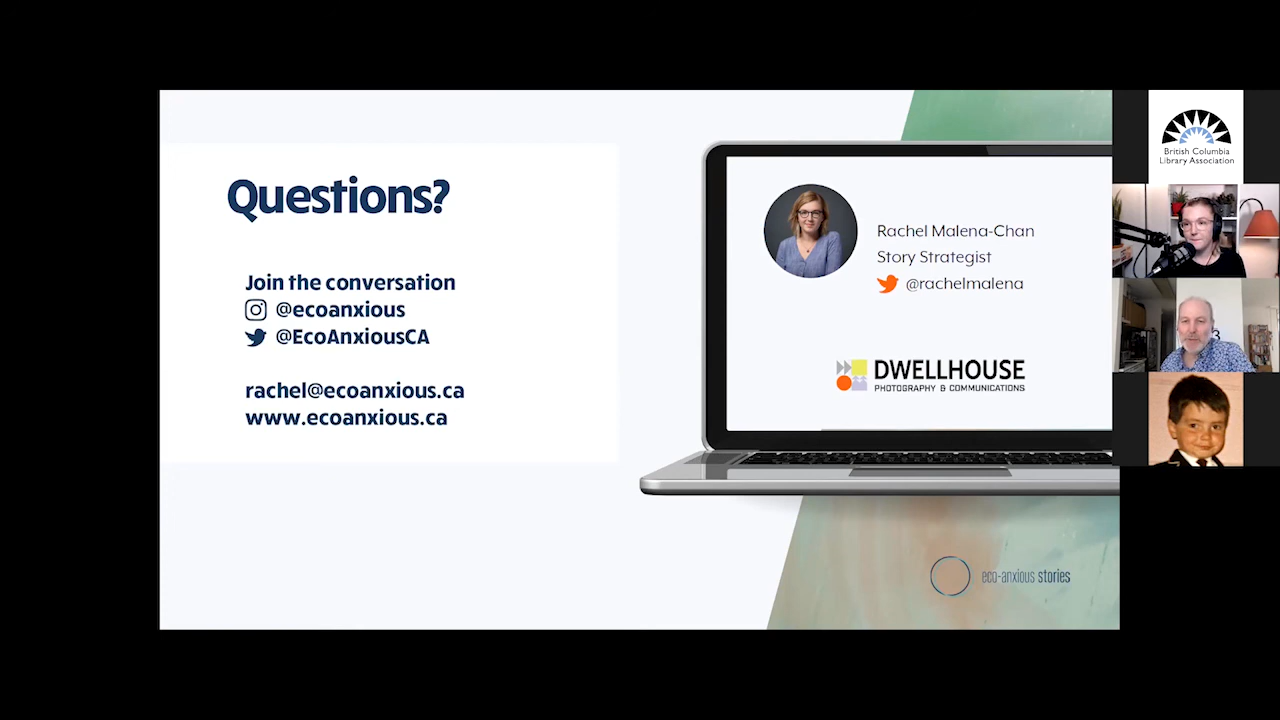 Questions?
Join the conversation
@ecoanxious
@EcoAnxiousCA
rachel@ecoanxious.ca
www.ecoanxious.ca
Rachel Malena-Chan
Story Strategist
@rachelmalena
DWELLHOUSE
PHOTOGRAPHY & COMMUNICATIONS
eco-anxious stories
British Columbia
Library Association
3